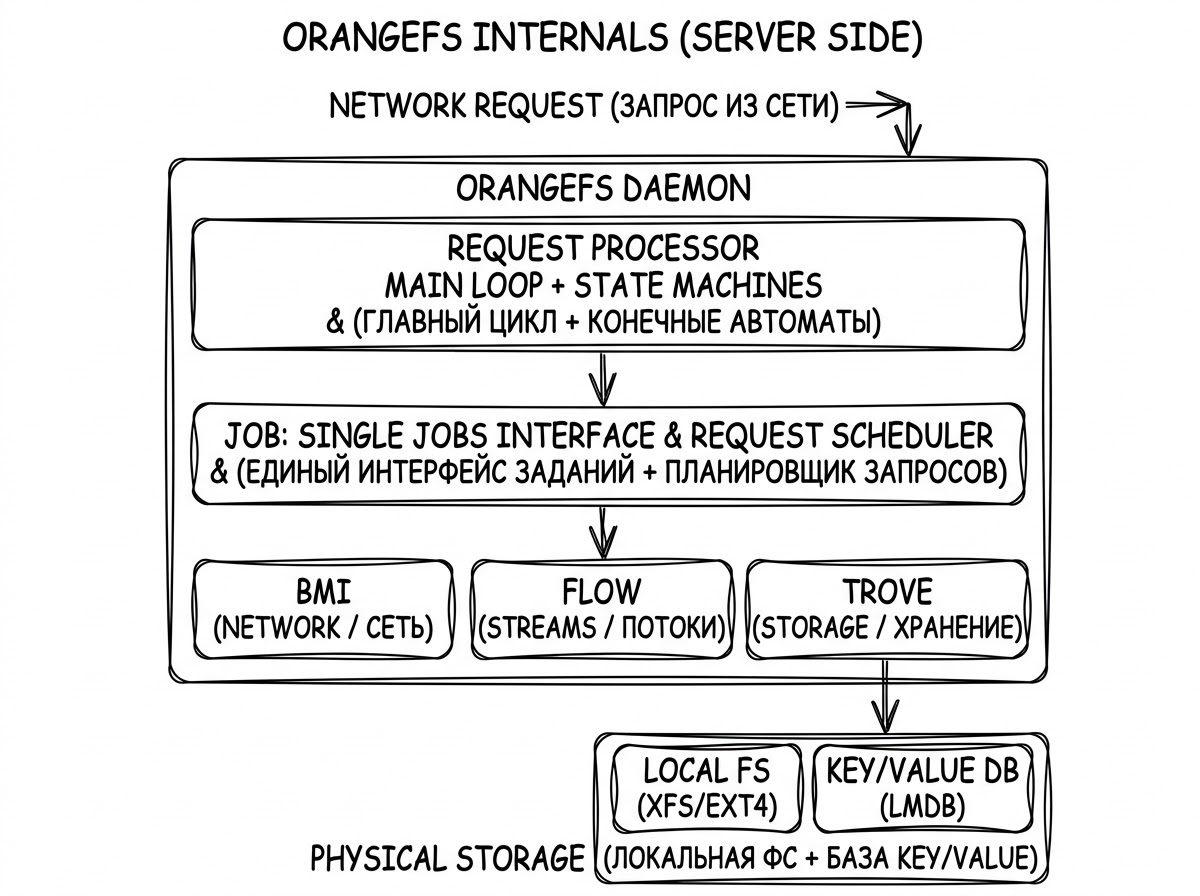 ORANGEFS INTERNALS (SERVER SIDE)
NETWORK REQUEST (ЗАПРОС ИЗ СЕТИ)
ORANGEFS DAEMON
REQUEST PROCESSOR
MAIN LOOP + STATE MACHINES
& (ГЛАВНЫЙ ЦИКЛ + КОНЕЧНЫЕ АВТОМАТЫ)
JOB: SINGLE JOBS INTERFACE & REQUEST SCHEDULER
& (ЕДИНЫЙ ИНТЕРФЕЙС ЗАДАНИЙ + ПЛАНИРОВЩИК ЗАПРОСОВ)
BMI
(NETWORK / СЕТЬ)
FLOW
(STREAMS / ПОТОКИ)
TROVE
(STORAGE / ХРАНЕНИЕ)
LOCAL FS
(XFS/EXT4)
KEY/VALUE DB
(LMDB)
PHYSICAL STORAGE (ЛОКАЛЬНАЯ ФС + БАЗА KEY/VALUE)